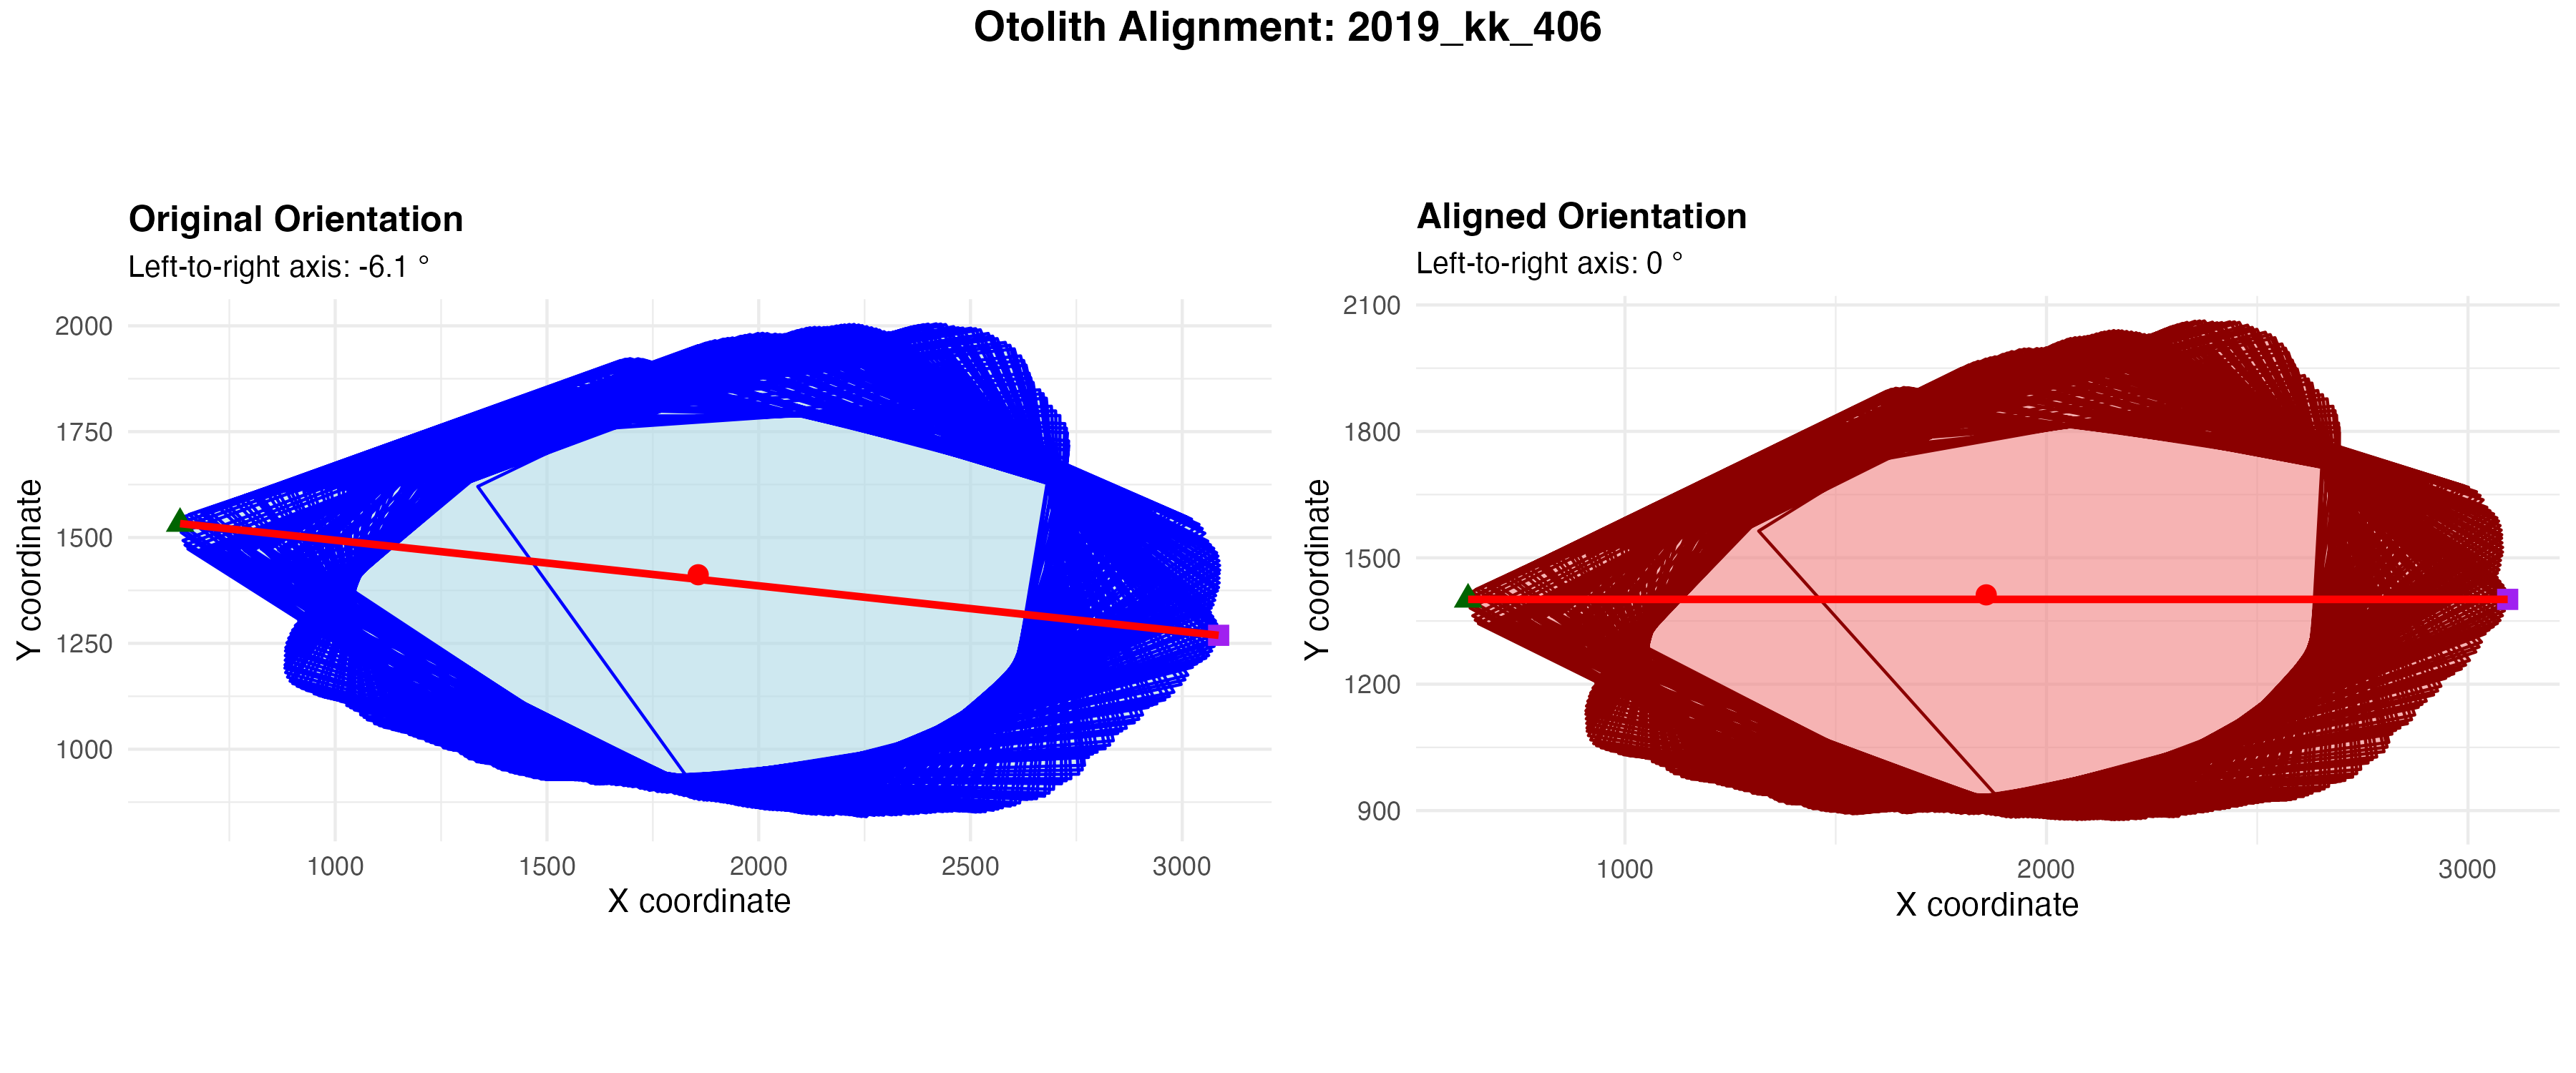 Otolith Alignment: 2019_kk_406
Original Orientation
Left-to-right axis: -6.1 °
2000
1750
1500
1250
1000
Y coordinate
1000 1500 2000 2500 3000
X coordinate
Aligned Orientation
Left-to-right axis: 0 °
2100
1800
1500
1200
900
Y coordinate
1000 2000 3000
X coordinate